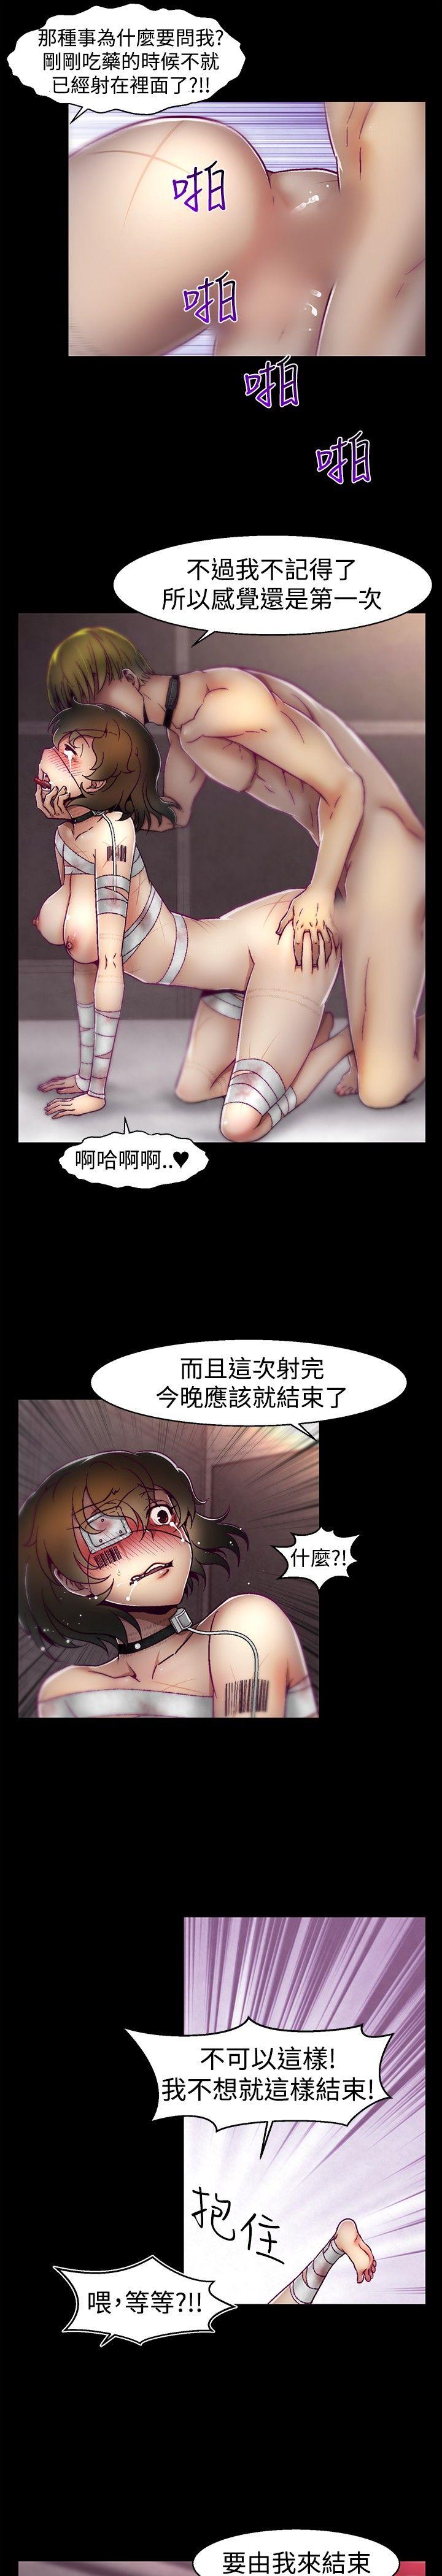 那種事為什麼要問我?
剛剛吃藥的時候不就
已經射在裡面了?!!
啪
啪
啪
啪
不過我不記得了
所以感覺還是第一次
啊哈啊啊..♥
而且這次射完
今晚應該就結束了
什麼?!
不可以這樣!
我不想就這樣結束!
抱住
喂,等等?!!
要由我來結束